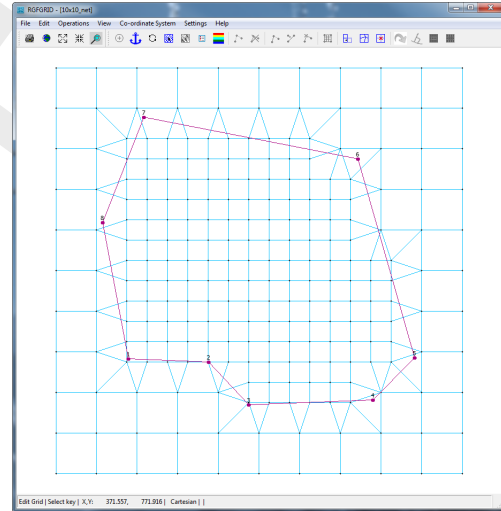 RGFGRID - [10x10_net]
File Edit Operations View Co-ordinate System Settings Help
7
6
8
1 2 5
3 4
Edit Grid | Select key | X,Y: 371.557, 771.916 | Cartesian | |